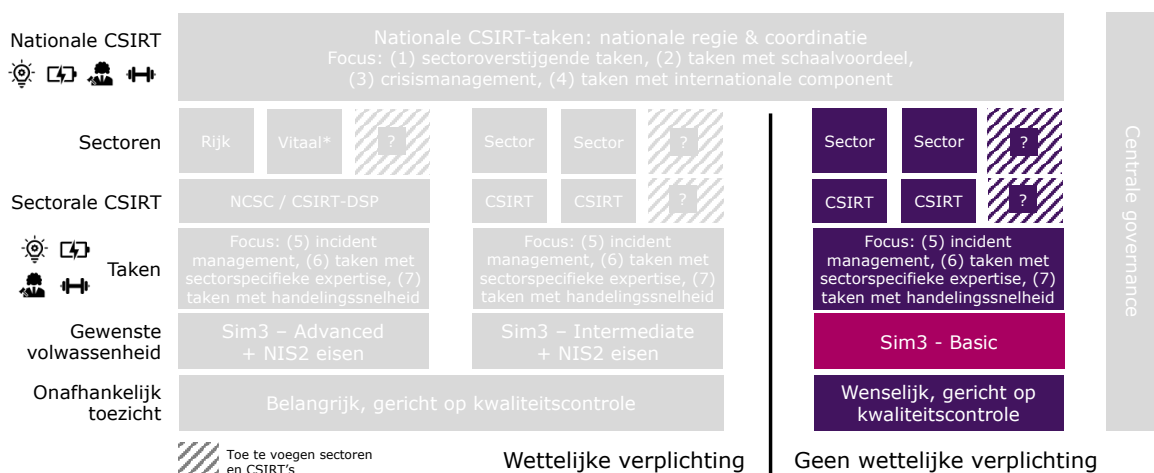 Nationale CSIRT
Nationale CSIRT-taken: nationale regie & coordinatie
Focus: (1) sectoroverstijgende taken, (2) taken met schaalvoordeel,
(3) crisismanagement, (4) taken met internationale component
Centrale governance
Sectoren
Rijk
Vitaal*
?
Sector
Sector
?
Sector
Sector
?
Sectorale CSIRT
NCSC / CSIRT-DSP
CSIRT
CSIRT
?
CSIRT
CSIRT
?
Taken
Focus: (5) incident
management, (6) taken met
sectorspecifieke expertise, (7)
taken met handelingssnelheid
Focus: (5) incident
management, (6) taken met
sectorspecifieke expertise, (7)
taken met handelingssnelheid
Focus: (5) incident
management, (6) taken met
sectorspecifieke expertise, (7)
taken met handelingssnelheid
Gewenste
volwassenheid
Sim3 – Advanced
+ NIS2 eisen
Sim3 – Intermediate
+ NIS2 eisen
Sim3 - Basic
Onafhankelijk
toezicht
Belangrijk, gericht op kwaliteitscontrole
Wenselijk, gericht op
kwaliteitscontrole
Toe te voegen sectoren
en CSIRT's
Wettelijke verplichting
Geen wettelijke verplichting